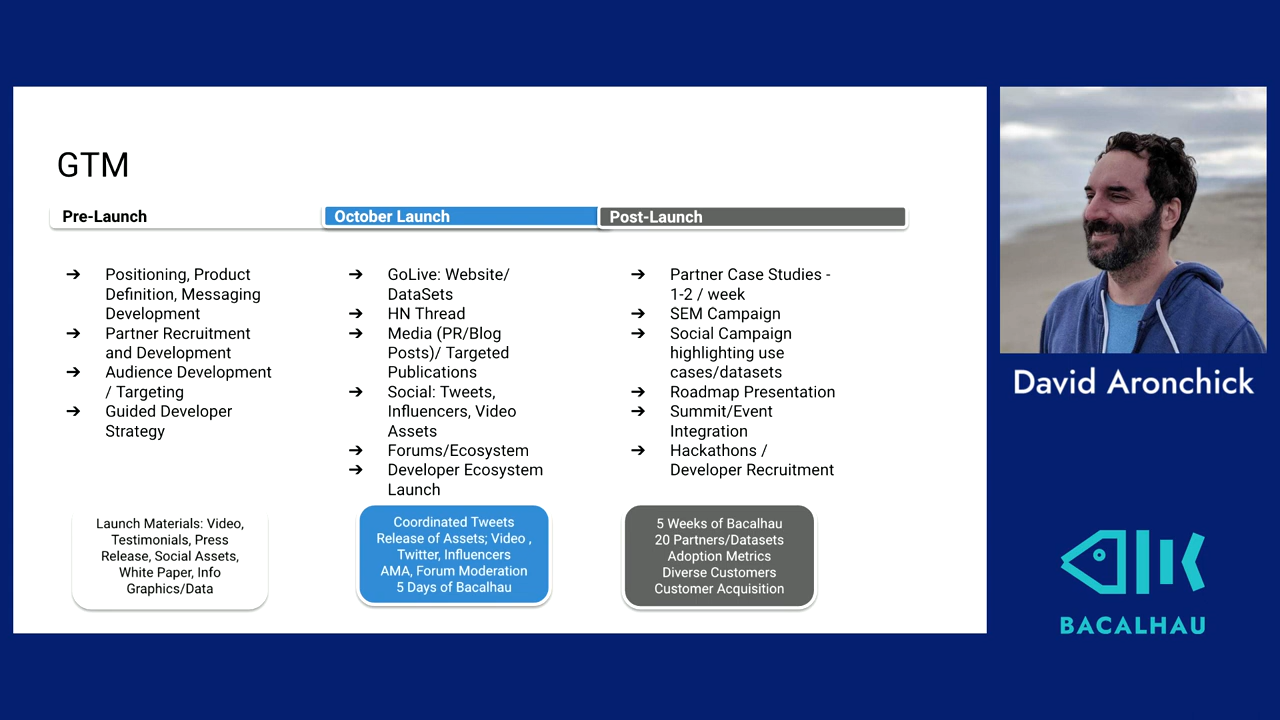 GTM
Pre-Launch
➔ Positioning, Product
Definition, Messaging
Development
➔ Partner Recruitment
and Development
➔ Audience Development
/ Targeting
➔ Guided Developer
Strategy
Launch Materials: Video,
Testimonials, Press
Release, Social Assets,
White Paper, Info
Graphics/Data
October Launch
➔ GoLive: Website/
DataSets
➔ HN Thread
➔ Media (PR/Blog
Posts)/ Targeted
Publications
➔ Social: Tweets,
Influencers, Video
Assets
➔ Forums/Ecosystem
➔ Developer Ecosystem
Launch
Coordinated Tweets
Release of Assets; Video ,
Twitter, Influencers
AMA, Forum Moderation
5 Days of Bacalhau
Post-Launch
➔ Partner Case Studies -
1-2 / week
➔ SEM Campaign
➔ Social Campaign
highlighting use
cases/datasets
➔ Roadmap Presentation
➔ Summit/Event
Integration
➔ Hackathons /
Developer Recruitment
5 Weeks of Bacalhau
20 Partners/Datasets
Adoption Metrics
Diverse Customers
Customer Acquisition
David Aronchick
BACALHAU